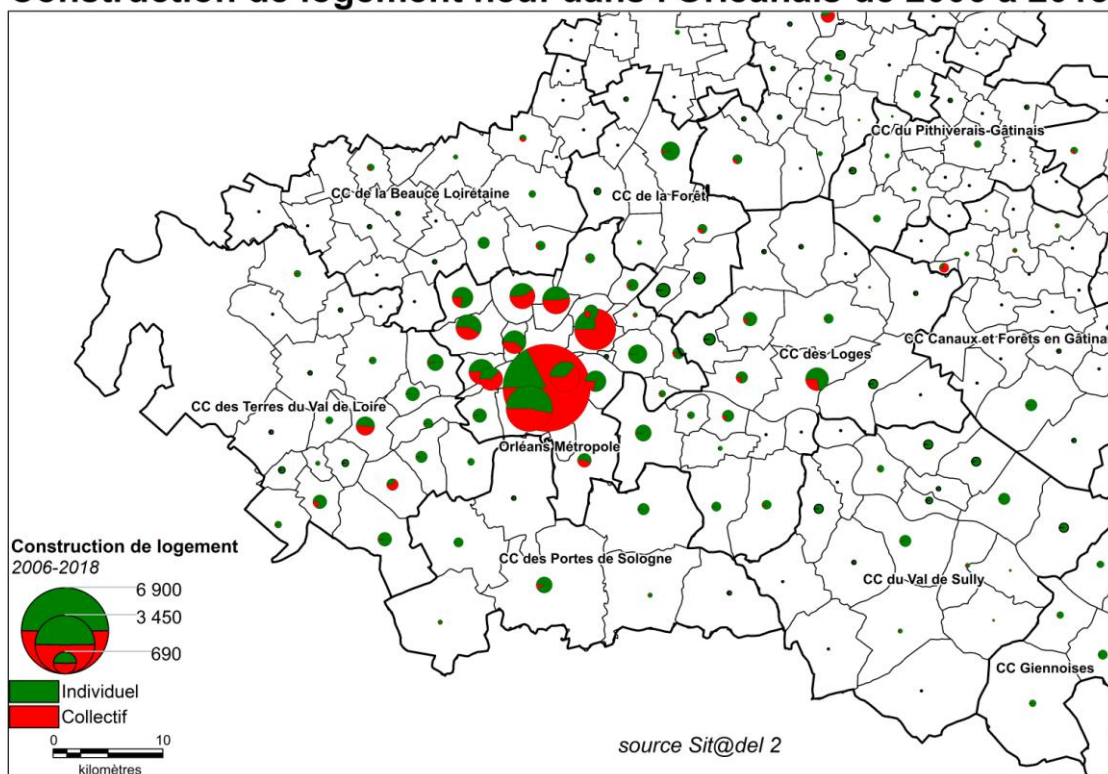 CC du Pithiverais-Gâtinais
CC de la Beauce Loirétaine
CC de la Forêt
CC des Loges
CC Canaux et Forêts en Gâtina
CC des Terres du Val de Loire
Orléans Métropole
CC des Portes de Sologne
CC du Val de Sully
CC Giennoises
Construction de logement
2006-2018
6 900
3 450
690
Individuel
Collectif
0 10
kilomètres
source Sit@del 2